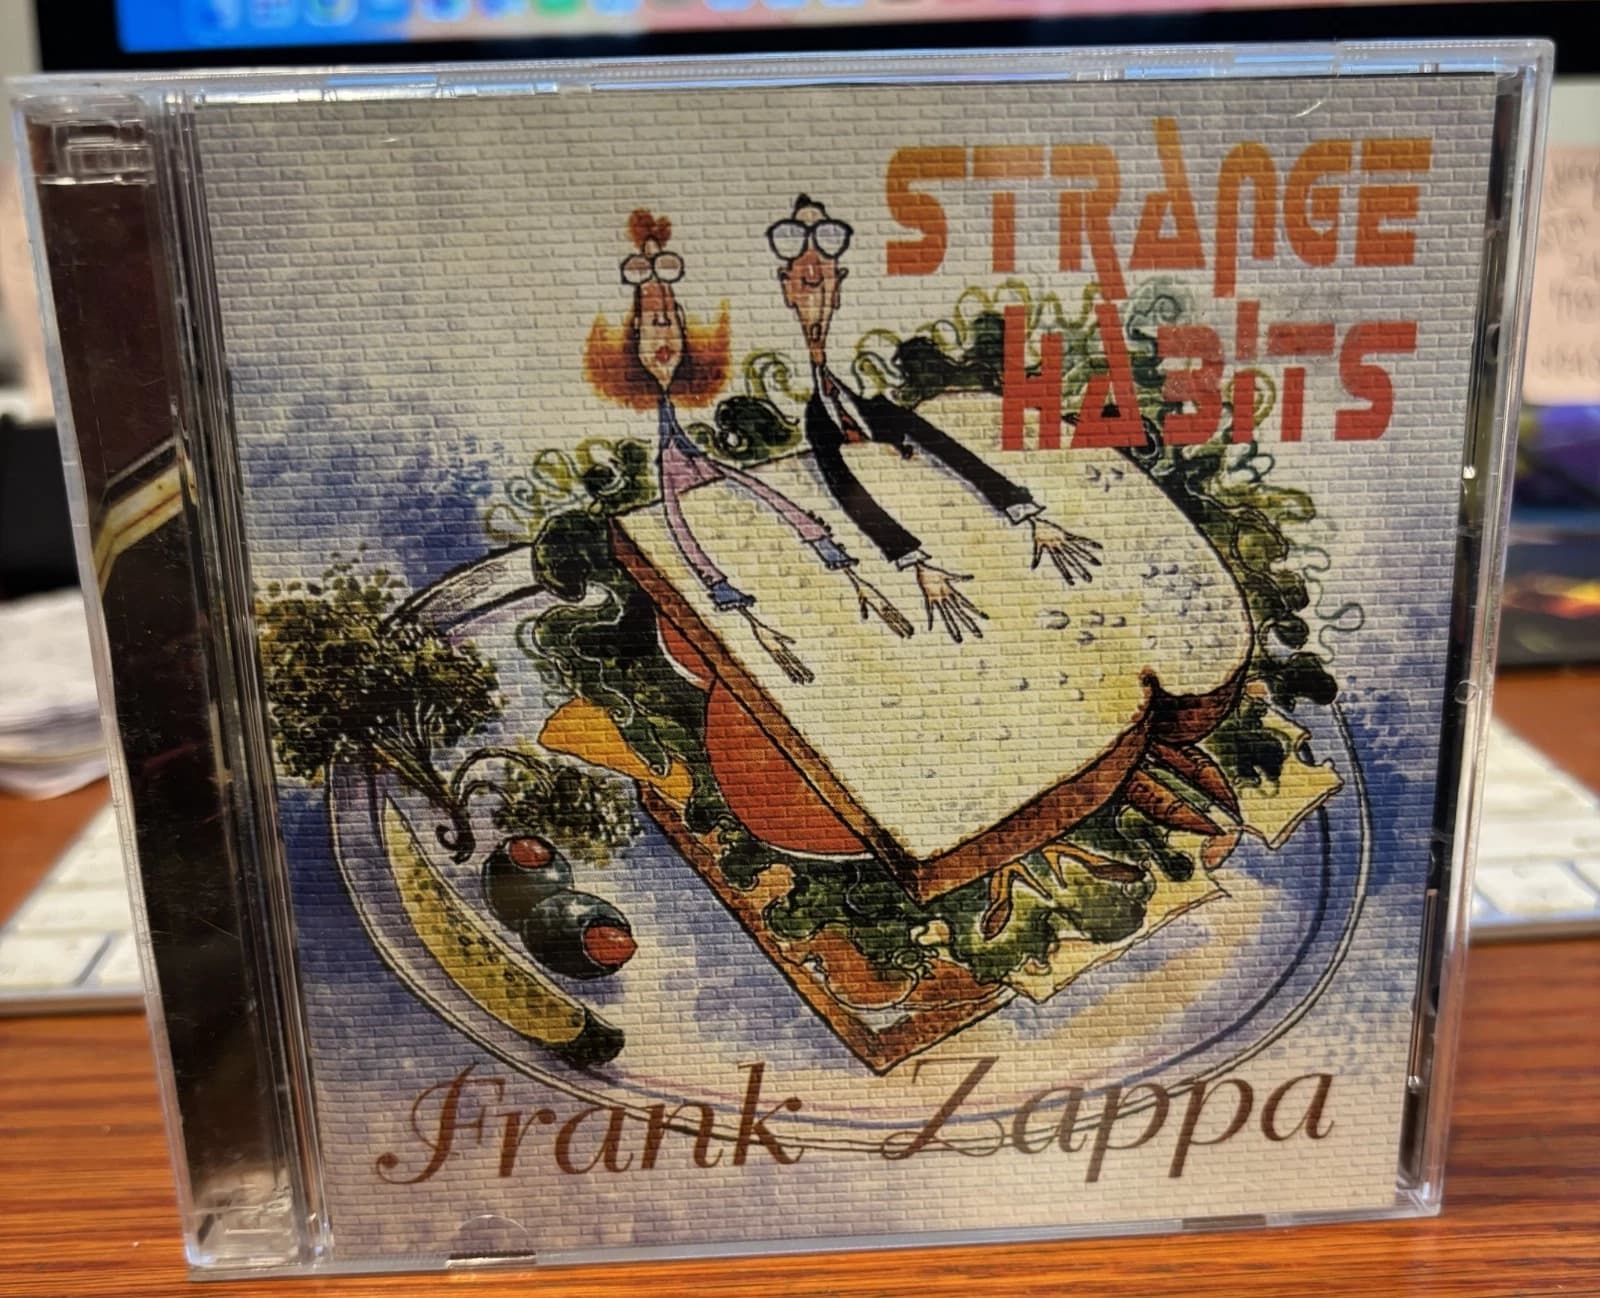 STRANGE
HABITS
Frank Zappa